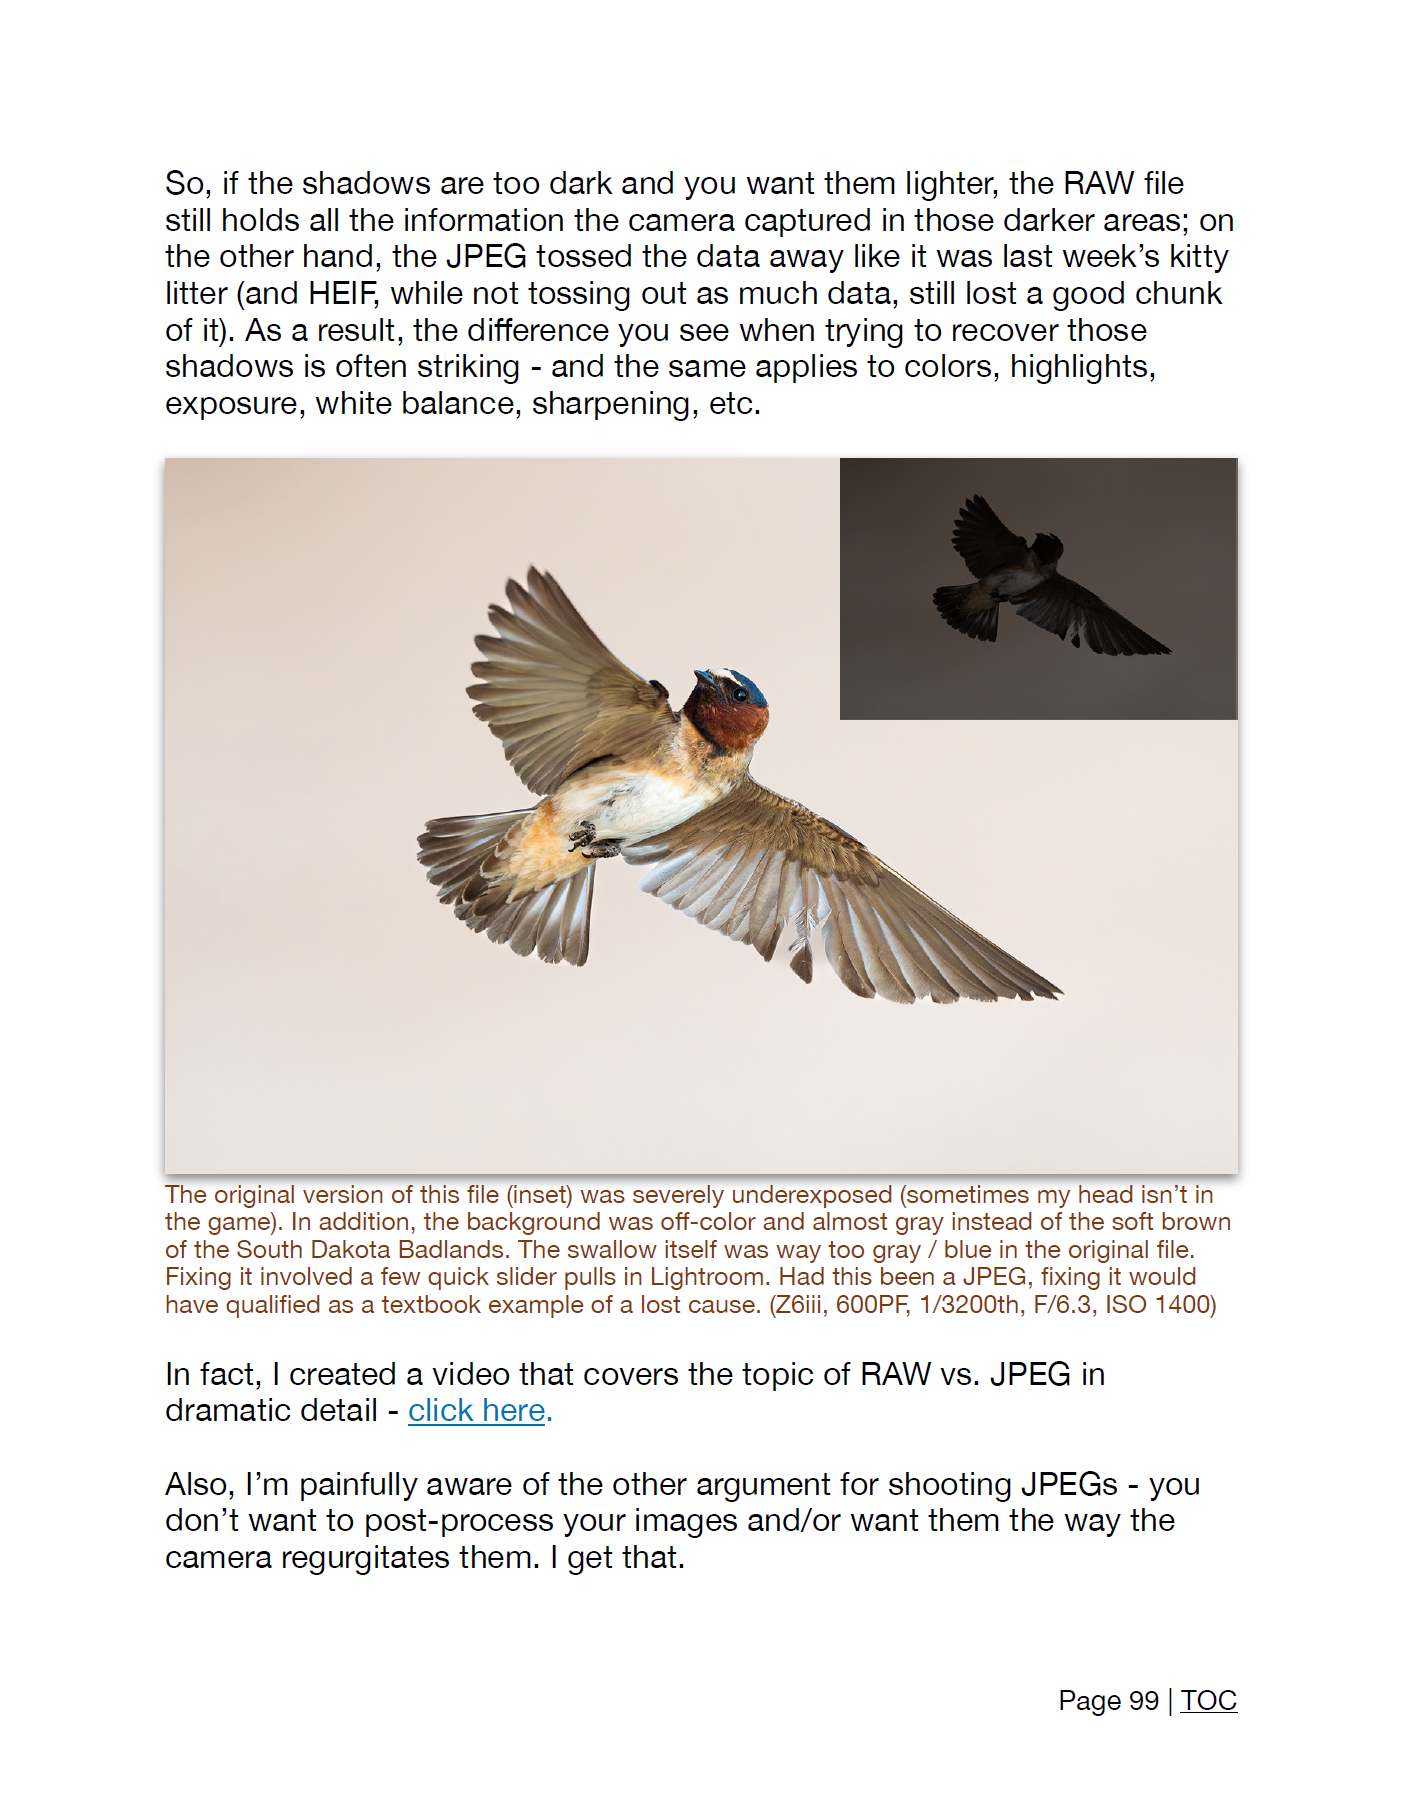 So, if the shadows are too dark and you want them lighter, the RAW file
still holds all the information the camera captured in those darker areas; on
the other hand, the JPEG tossed the data away like it was last week’s kitty
litter (and HEIF, while not tossing out as much data, still lost a good chunk
of it). As a result, the difference you see when trying to recover those
shadows is often striking - and the same applies to colors, highlights,
exposure, white balance, sharpening, etc.
The original version of this file (inset) was severely underexposed (sometimes my head isn’t in
the game). In addition, the background was off-color and almost gray instead of the soft brown
of the South Dakota Badlands. The swallow itself was way too gray / blue in the original file.
Fixing it involved a few quick slider pulls in Lightroom. Had this been a JPEG, fixing it would
have qualified as a textbook example of a lost cause. (Z6iii, 600PF, 1/3200th, F/6.3, ISO 1400)
In fact, I created a video that covers the topic of RAW vs. JPEG in
dramatic detail - click here.
Also, I’m painfully aware of the other argument for shooting JPEGs - you
don’t want to post-process your images and/or want them the way the
camera regurgitates them. I get that.
Page 99 | TOC